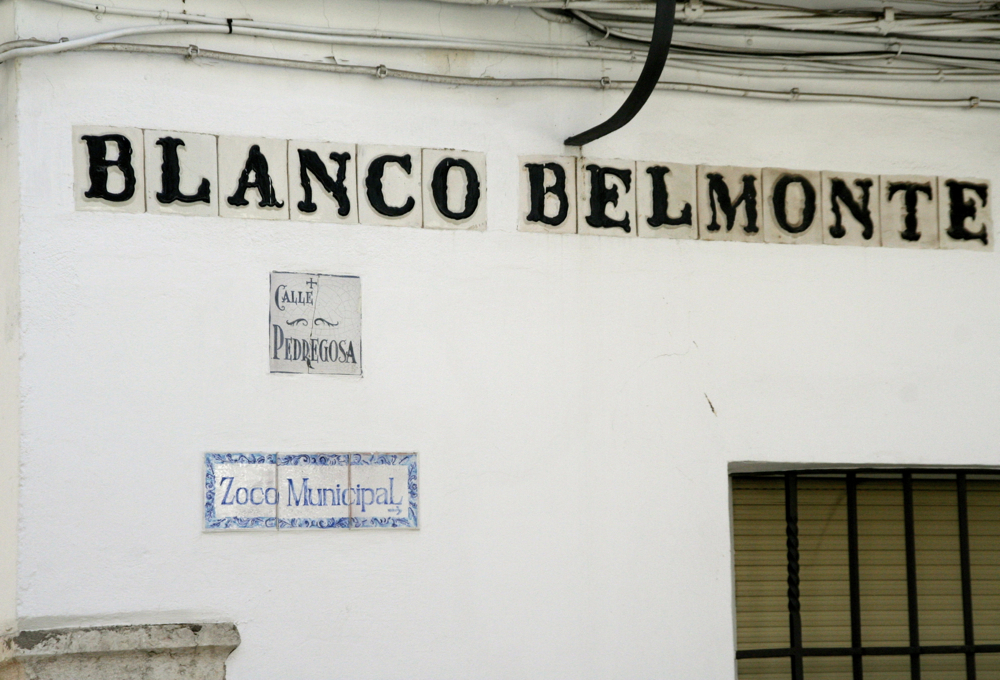 BLANCO BELMONTE
CALLE
PEDREGOSA
Zoco MunicipaL